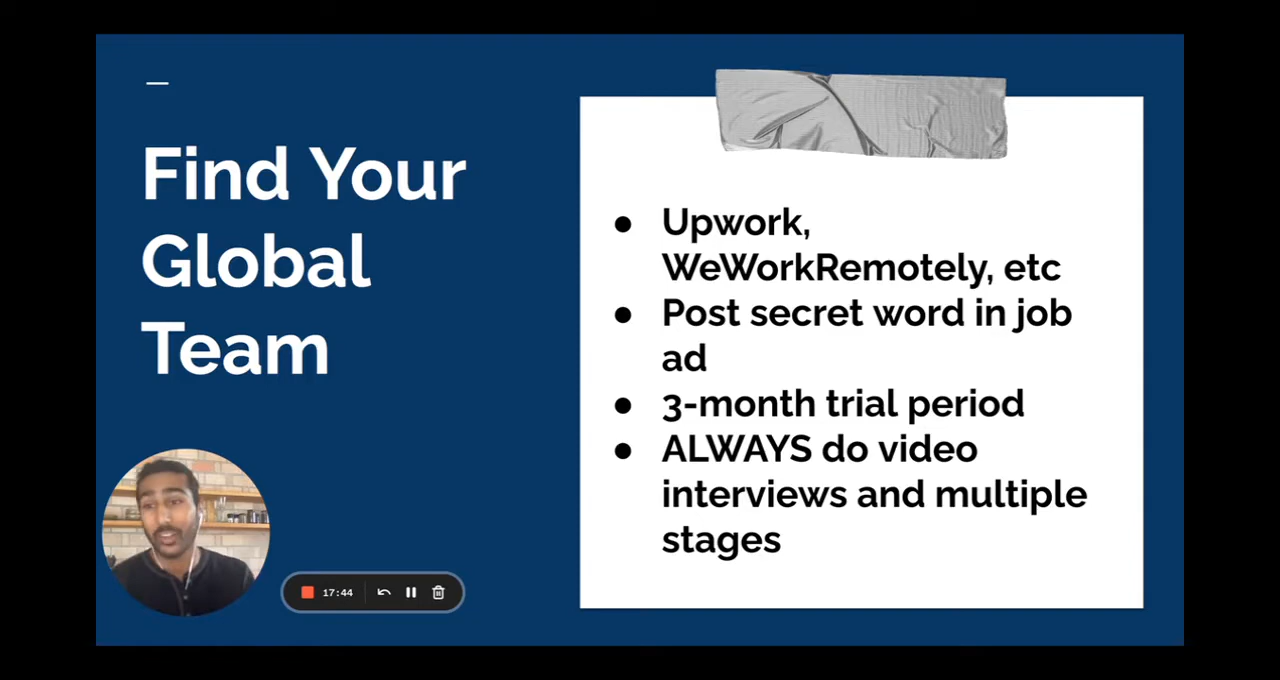 Find Your
Global
Team
● Upwork,
WeWorkRemotely, etc
● Post secret word in job
ad
● 3-month trial period
● ALWAYS do video
interviews and multiple
stages
17:44